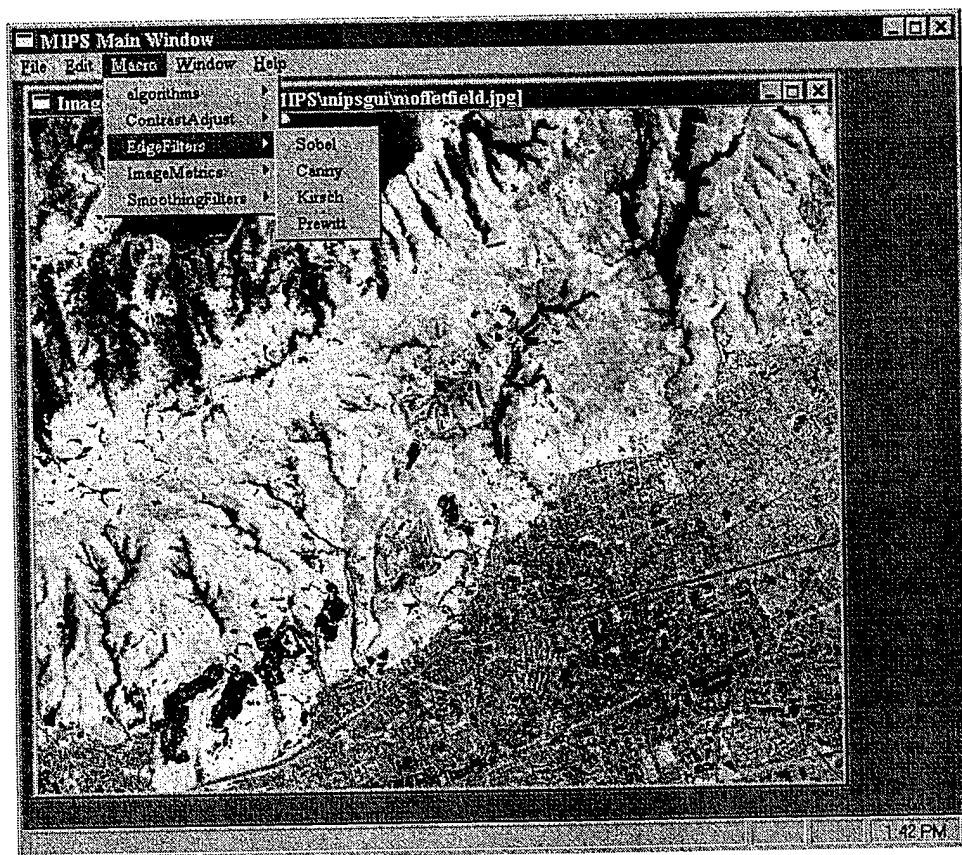 MIPS Main Window
File Edit Macro Window Help
Imag IPS\mipsgui\moffetfield.jpg]
algorithms
ContrastAdjust
EdgeFilters
ImageMetrics
SmoothingFilters
Sobel
Canny
Kirsch
Prewitt
1:42 PM